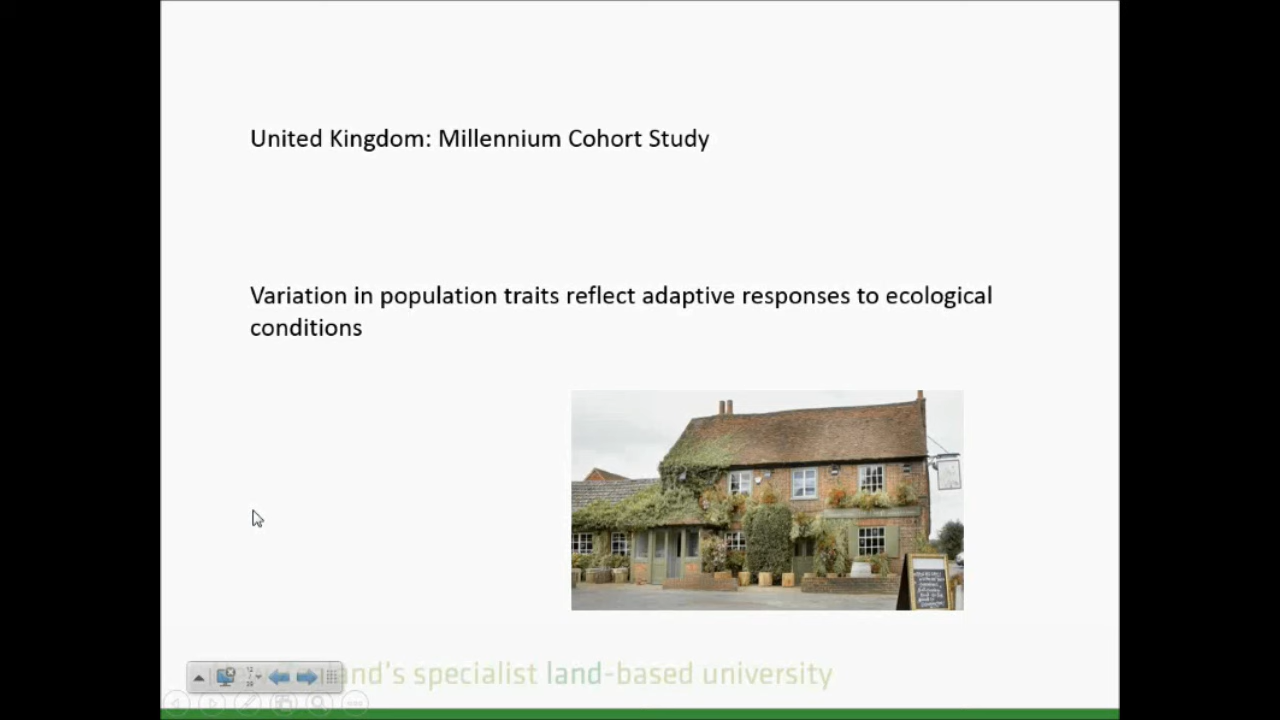 United Kingdom: Millennium Cohort Study
Variation in population traits reflect adaptive responses to ecological
conditions
and's specialist land-based university